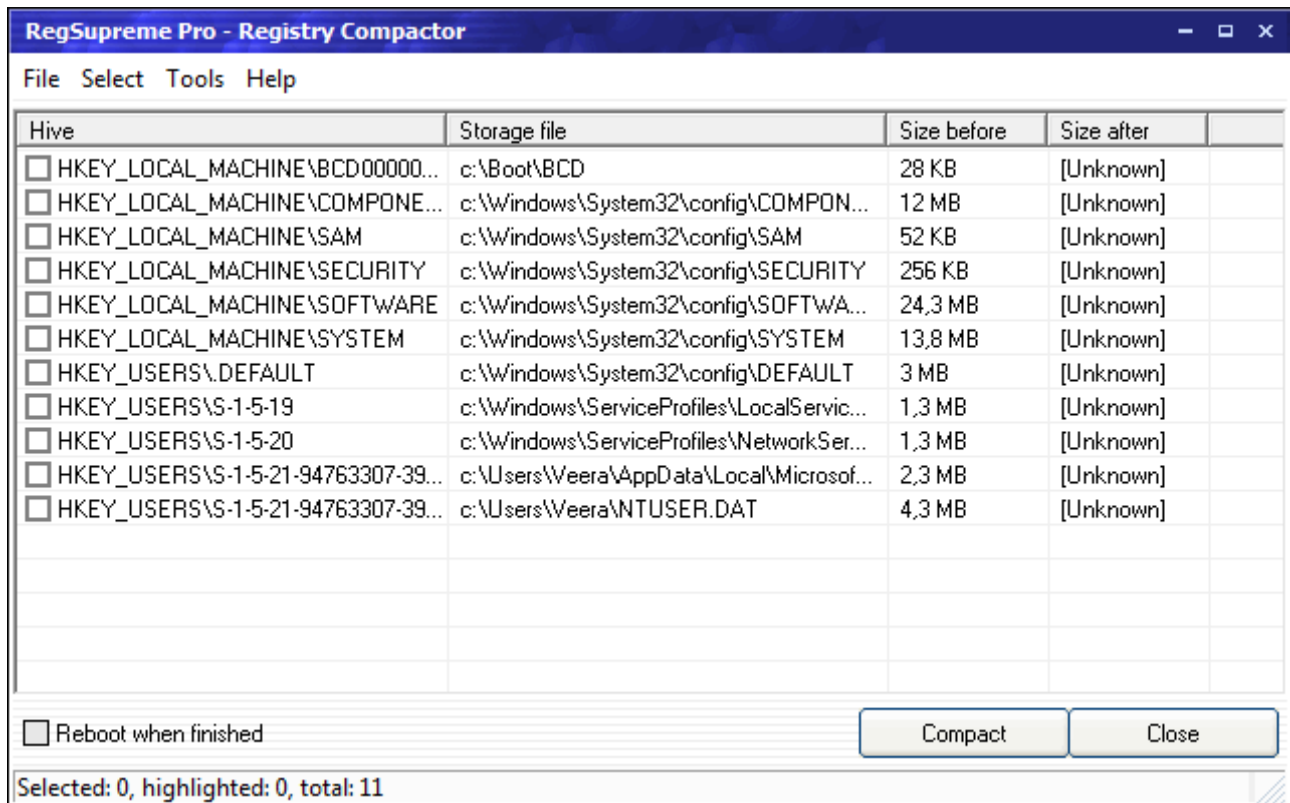 RegSupreme Pro - Registry Compactor
File Select Tools Help
Hive Storage file Size before Size after
HKEY_LOCAL_MACHINE\BCD00000... c:\Boot\BCD 28 KB [Unknown]
HKEY_LOCAL_MACHINE\COMPONE... c:\Windows\System32\config\COMPON... 12 MB [Unknown]
HKEY_LOCAL_MACHINE\SAM c:\Windows\System32\config\SAM 52 KB [Unknown]
HKEY_LOCAL_MACHINE\SECURITY c:\Windows\System32\config\SECURITY 256 KB [Unknown]
HKEY_LOCAL_MACHINE\SOFTWARE c:\Windows\System32\config\SOFTWA... 24,3 MB [Unknown]
HKEY_LOCAL_MACHINE\SYSTEM c:\Windows\System32\config\SYSTEM 13,8 MB [Unknown]
HKEY_USERS\.DEFAULT c:\Windows\System32\config\DEFAULT 3 MB [Unknown]
HKEY_USERS\S-1-5-19 c:\Windows\ServiceProfiles\LocalServic... 1,3 MB [Unknown]
HKEY_USERS\S-1-5-20 c:\Windows\ServiceProfiles\NetworkSer... 1,3 MB [Unknown]
HKEY_USERS\S-1-5-21-94763307-39... c:\Users\Veera\AppData\Local\Microsof... 2,3 MB [Unknown]
HKEY_USERS\S-1-5-21-94763307-39... c:\Users\Veera\NTUSER.DAT 4,3 MB [Unknown]
Reboot when finished Compact Close
Selected: 0, highlighted: 0, total: 11